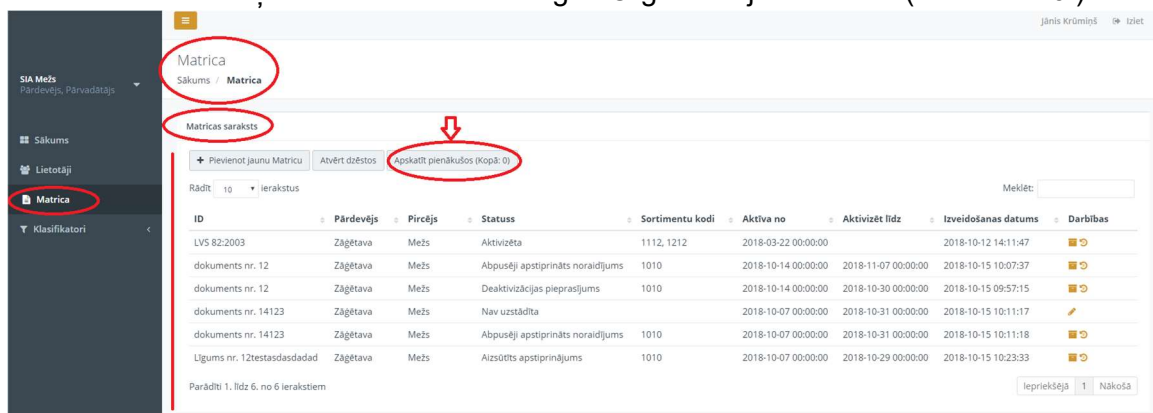 Jānis Krūmiņš Iziet
SIA Mežs
Pārdevējs, Pārvadātājs
Sākums
Lietotāji
Matrica
Klasifikatori
Matrica
Sākums / Matrica
Matricas saraksts
+ Pievienot jaunu Matricu Atvērt dzēstos Apskatīt pienākušos (Kopā: 0)
Rādīt 10 ierakstus Meklēt:
ID Pārdevējs Pircējs Statuss Sortimentu kodi Aktīva no Aktivizēt līdz Izveidošanas datums Darbības
LVS 82:2003 Zāģētava Mežs Aktivizēta 1112, 1212 2018-03-22 00:00:00 2018-10-12 14:11:47
dokuments nr. 12 Zāģētava Mežs Abpusēji apstiprināts noraidījums 1010 2018-10-14 00:00:00 2018-11-07 00:00:00 2018-10-15 10:07:37
dokuments nr. 12 Zāģētava Mežs Deaktivizācijas pieprasījums 1010 2018-10-14 00:00:00 2018-10-30 00:00:00 2018-10-15 09:57:15
dokuments nr. 14123 Zāģētava Mežs Nav uzstādīta 2018-10-07 00:00:00 2018-10-31 00:00:00 2018-10-15 10:11:17
dokuments nr. 14123 Zāģētava Mežs Abpusēji apstiprināts noraidījums 1010 2018-10-07 00:00:00 2018-10-31 00:00:00 2018-10-15 10:11:18
Līgums nr. 12testasdasdadad Zāģētava Mežs Aizsūtīts apstiprinājums 1010 2018-10-07 00:00:00 2018-10-29 00:00:00 2018-10-15 10:23:33
Parādīti 1. līdz 6. no 6 ierakstiem Iepriekšējā 1 Nākošā